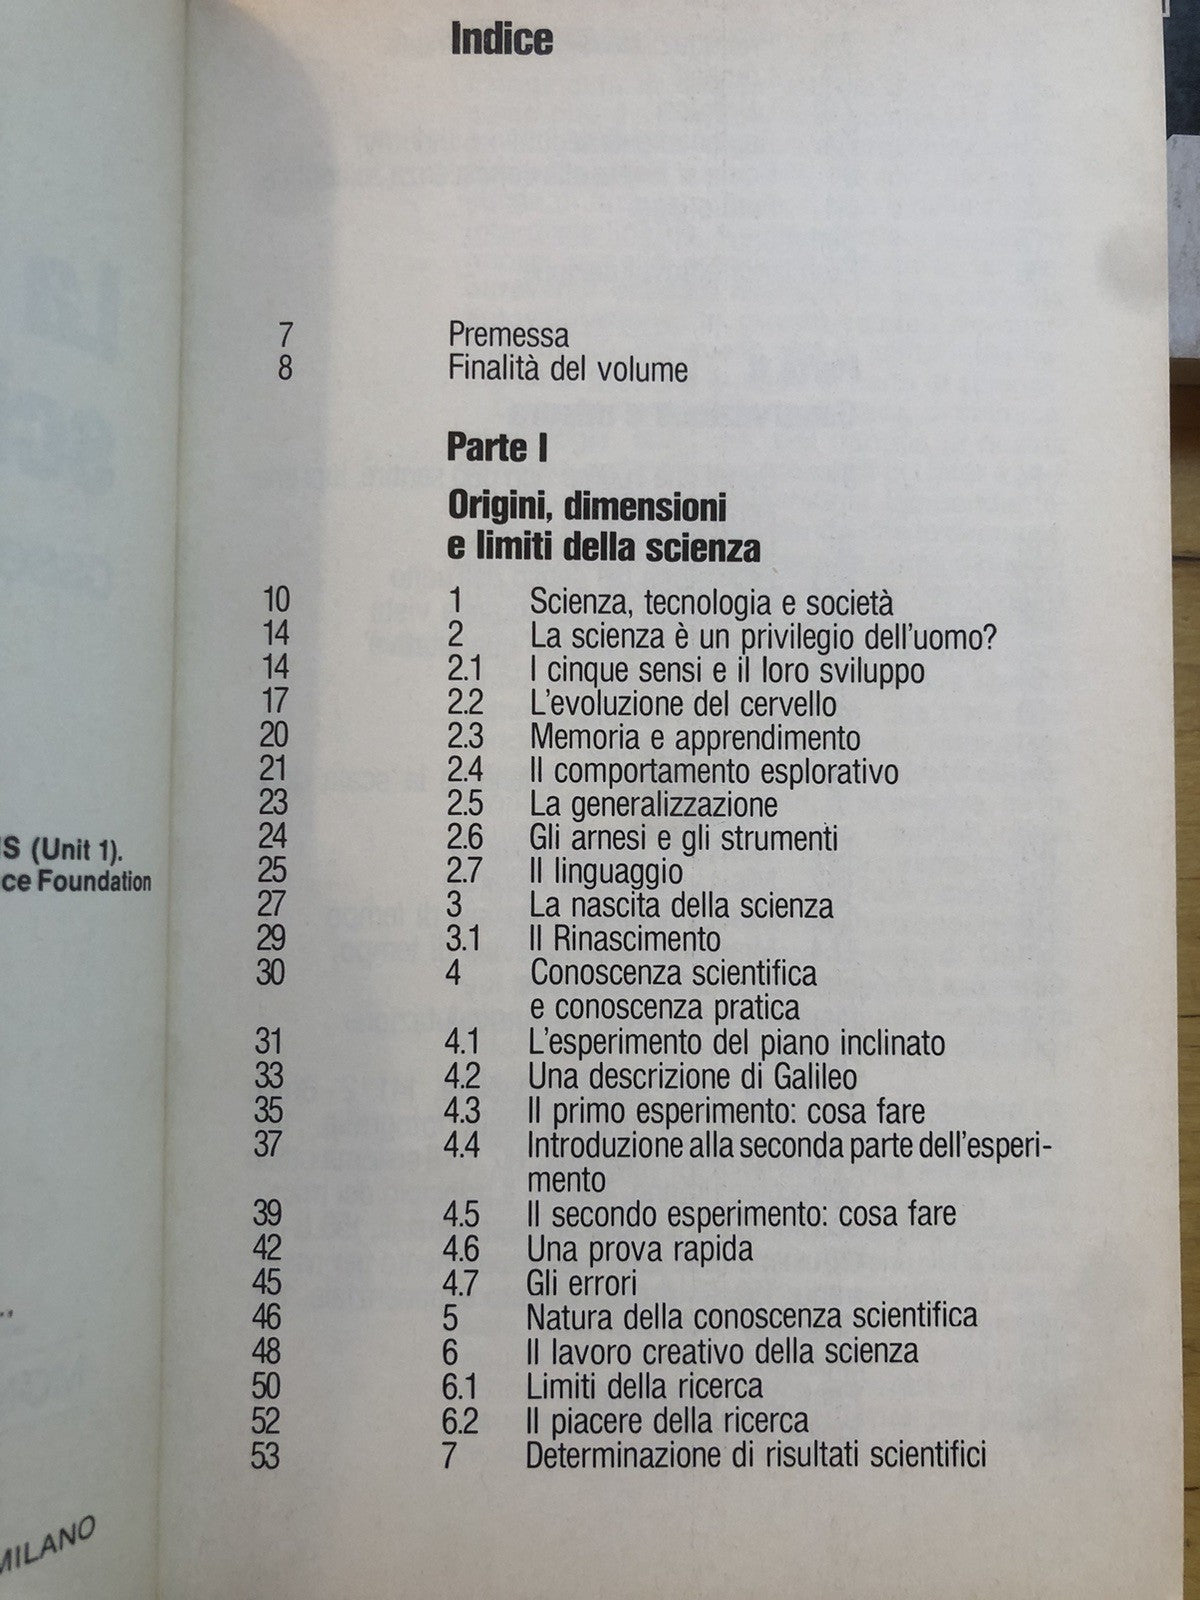 Indice
7 Premessa
8 Finalità del volume
Parte I
Origini, dimensioni
e limiti della scienza
10 1 Scienza, tecnologia e società
14 2 La scienza è un privilegio dell'uomo?
14 2.1 I cinque sensi e il loro sviluppo
17 2.2 L'evoluzione del cervello
20 2.3 Memoria e apprendimento
21 2.4 Il comportamento esplorativo
23 2.5 La generalizzazione
24 2.6 Gli arnesi e gli strumenti
25 2.7 Il linguaggio
27 3 La nascita della scienza
29 3.1 Il Rinascimento
30 4 Conoscenza scientifica
e conoscenza pratica
31 4.1 L'esperimento del piano inclinato
33 4.2 Una descrizione di Galileo
35 4.3 Il primo esperimento: cosa fare
37 4.4 Introduzione alla seconda parte dell'esperi-
mento
39 4.5 Il secondo esperimento: cosa fare
42 4.6 Una prova rapida
45 4.7 Gli errori
46 5 Natura della conoscenza scientifica
48 6 Il lavoro creativo della scienza
50 6.1 Limiti della ricerca
52 6.2 Il piacere della ricerca
53 7 Determinazione di risultati scientifici
(Unit 1).
Foundation
MILANO